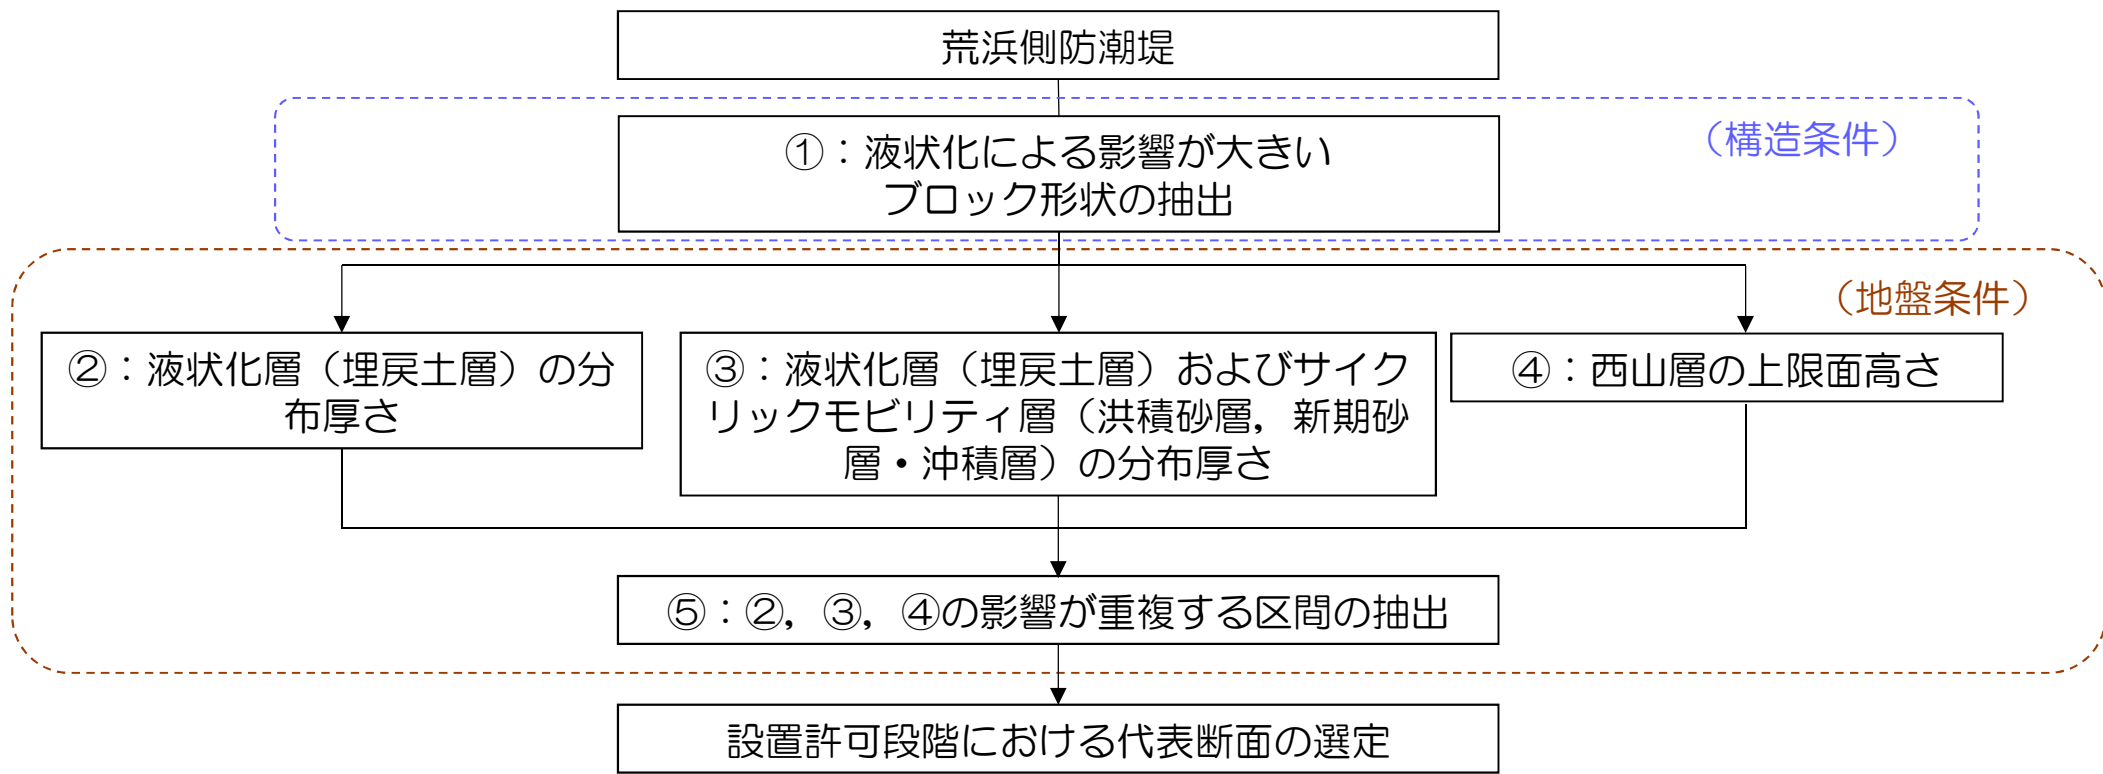 荒浜側防潮堤
①：液状化による影響が大きい
ブロック形状の抽出
（構造条件）
（地盤条件）
②：液状化層（埋戻土層）の分
布厚さ
③：液状化層（埋戻土層）およびサイク
リックモビリティ層（洪積砂層，新期砂
層・沖積層）の分布厚さ
④：西山層の上限面高さ
⑤：②，③，④の影響が重複する区間の抽出
設置許可段階における代表断面の選定